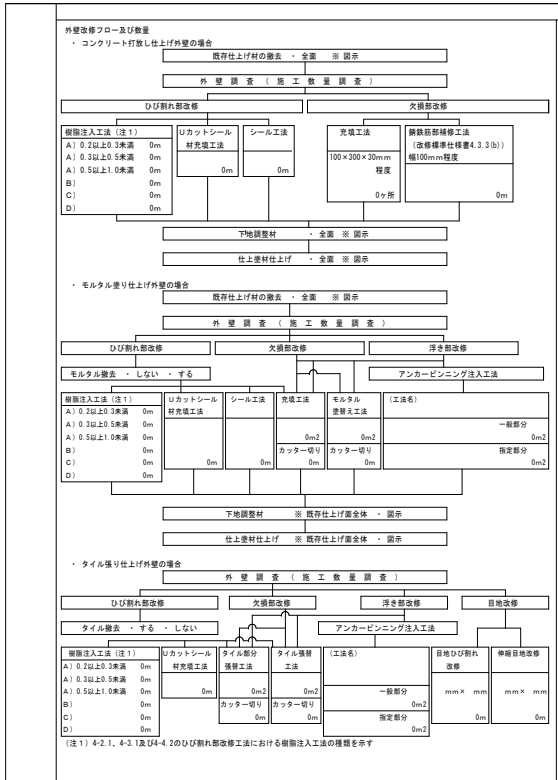 外壁改修フロー及び数量
・ コンクリート打放し仕上げ外壁の場合
既存仕上げ材の撤去 ・ 全面 ※ 図示
外 壁 調 査 ( 施 工 数 量 調 査 )
ひび割れ部改修
欠損部改修
樹脂注入工法(注1)
A) 0.2以上0.3未満 0m
A) 0.3以上0.5未満 0m
A) 0.5以上1.0未満 0m
B) 0m
C) 0m
D) 0m
Uカットシール
材充填工法
0m
シール工法
0m
充填工法
100×300×30mm
程度
0ヶ所
錆鉄筋部補修工法
(改修標準仕様書4.3.3(b))
幅100mm程度
0m
下地調整材 ・ 全面 ※ 図示
仕上塗材仕上げ ・ 全面 ※ 図示
・ モルタル塗り仕上げ外壁の場合
既存仕上げ材の撤去 ・ 全面 ※ 図示
外 壁 調 査 ( 施 工 数 量 調 査 )
ひび割れ部改修
欠損部改修
浮き部改修
モルタル撤去 ・ しない ・ する
アンカーピンニング注入工法
樹脂注入工法(注1)
A) 0.2以上0.3未満 0m
A) 0.3以上0.5未満 0m
A) 0.5以上1.0未満 0m
B) 0m
C) 0m
D) 0m
Uカットシール
材充填工法
0m
シール工法
0m
充填工法
0m2
カッター切り
0m
モルタル
塗替え工法
0m2
カッター切り
0m
(工法名)
一般部分
0m2
指定部分
0m2
下地調整材 ※ 既存仕上げ面全体 ・ 図示
仕上塗材仕上げ ※ 既存仕上げ面全体 ・ 図示
・ タイル張り仕上げ外壁の場合
外 壁 調 査 ( 施 工 数 量 調 査 )
ひび割れ部改修
欠損部改修
浮き部改修
目地改修
タイル撤去 ・ する ・ しない
アンカーピンニング注入工法
樹脂注入工法(注1)
A) 0.2以上0.3未満 0m
A) 0.3以上0.5未満 0m
A) 0.5以上1.0未満 0m
B) 0m
C) 0m
D) 0m
Uカットシール
材充填工法
0m
タイル部分
張替工法
0m2
カッター切り
0m
タイル張替
工法
0m2
カッター切り
0m
(工法名)
一般部分
0m2
指定部分
0m2
目地ひび割れ
改修
mm× mm
0m
伸縮目地改修
mm× mm
0m
(注1) 4-2.1、4-3.1及び4-4.2のひび割れ部改修工法における樹脂注入工法の種類を示す